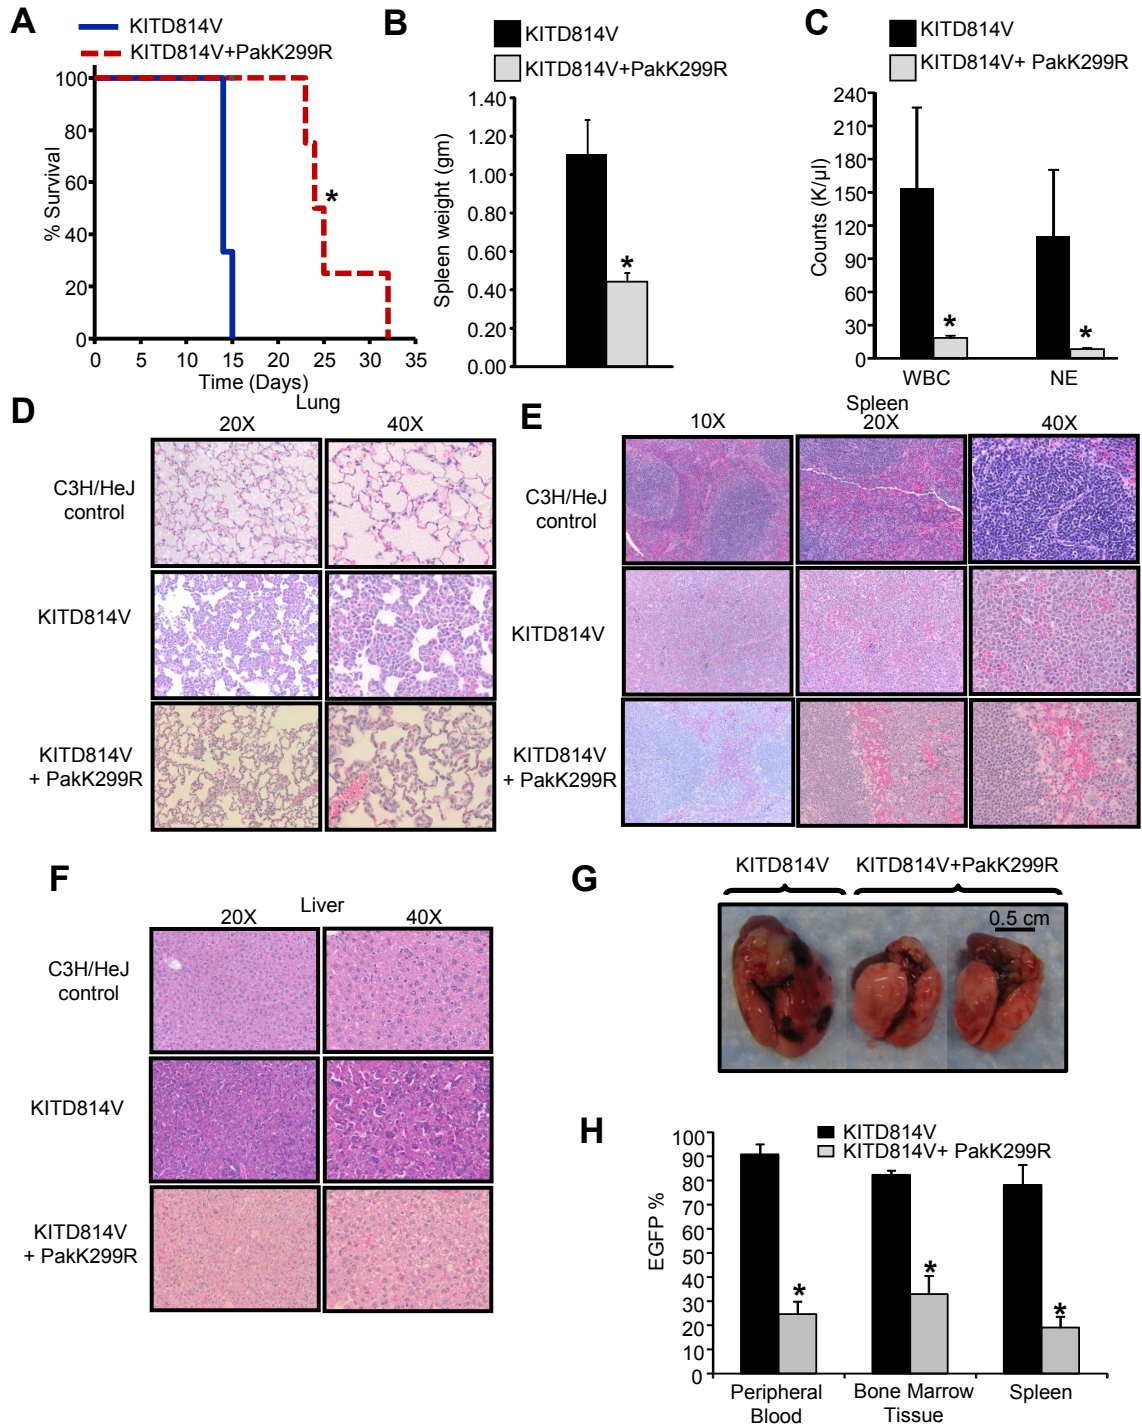 A
KITD814V
KITD814V+PakK299R
100
80
60
40
20
0
% Survival
*
0 5 10 15 20 25 30 35
Time (Days)
B
KITD814V
KITD814V+PakK299R
1.40
1.20
1.00
0.80
0.60
0.40
0.20
0.00
Spleen weight (gm)
*
C
KITD814V
KITD814V+ PakK299R
240
210
180
150
120
90
60
30
0
Counts (K/µl)
* *
WBC NE
D
Lung
20X 40X
C3H/HeJ
control
KITD814V
KITD814V
+ PakK299R
E
Spleen
10X 20X 40X
C3H/HeJ
control
KITD814V
KITD814V
+ PakK299R
F
Liver
20X 40X
C3H/HeJ
control
KITD814V
KITD814V
+ PakK299R
G
KITD814V KITD814V+PakK299R
0.5 cm
H
KITD814V
KITD814V+ PakK299R
100
90
80
70
60
50
40
30
20
10
0
EGFP %
* * *
Peripheral
Blood
Bone Marrow
Tissue
Spleen